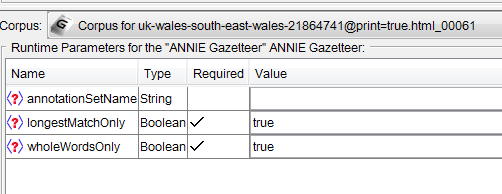 Corpus: Corpus for uk-wales-south-east-wales-21864741@print=true.html_00061
Runtime Parameters for the "ANNIE Gazetteer" ANNIE Gazetteer:
Name Type Required Value
<?> annotationSetName String
<?> longestMatchOnly Boolean ✓ true
<?> wholeWordsOnly Boolean ✓ true